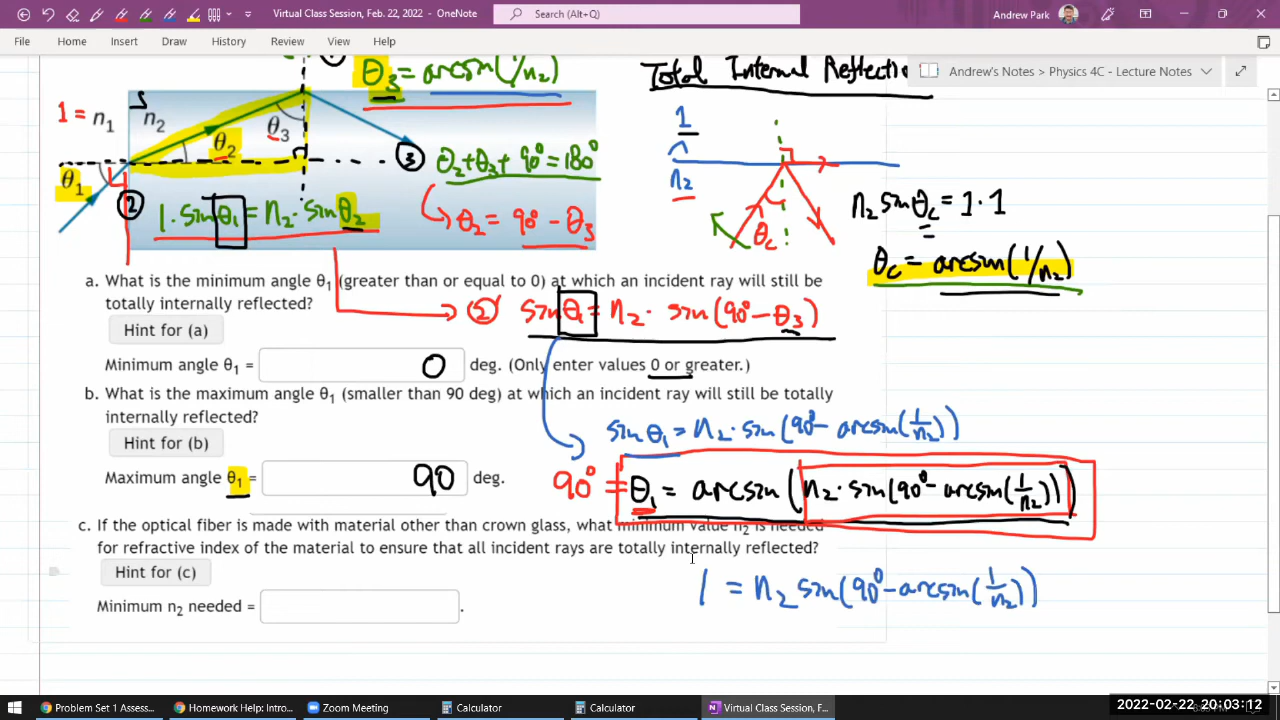 Virtual Class Session, Feb. 22, 2022 - OneNote
Search (Alt+Q)
Andrew Park
File Home Insert Draw History Review View Help
Andrew's Notes > Physics 4C - Lecture Notes
θ3 = arcsin(1/n2)
Total Internal Reflection
1 = n1
n2
θ3
θ2
θ1
③ θ2+θ3+90°=180°
② 1·sinθ1=n2·sinθ2
θ2 = 90° - θ3
1
n2
θc
n2 sinθc = 1·1
θc = arcsin(1/n2)
a. What is the minimum angle θ1 (greater than or equal to 0) at which an incident ray will still be
totally internally reflected?
② sinθ1 = n2· sin(90°-θ3)
Hint for (a)
Minimum angle θ1 = 0 deg. (Only enter values 0 or greater.)
b. What is the maximum angle θ1 (smaller than 90 deg) at which an incident ray will still be totally
internally reflected?
sinθ1 = n2·sin(90°- arcsin(1/n2))
Hint for (b)
Maximum angle θ1 = 90 deg.
90° = θ1 = arcsin(n2·sin(90°-arcsin(1/n2)))
c. If the optical fiber is made with material other than crown glass, what minimum value n2 is needed
for refractive index of the material to ensure that all incident rays are totally internally reflected?
Hint for (c)
1 = n2 sin(90°-arcsin(1/n2))
Minimum n2 needed = .
Problem Set 1 Assess...
Homework Help: Intro...
Zoom Meeting
Calculator
Calculator
Virtual Class Session, F...
2022-02-22 20:03:12